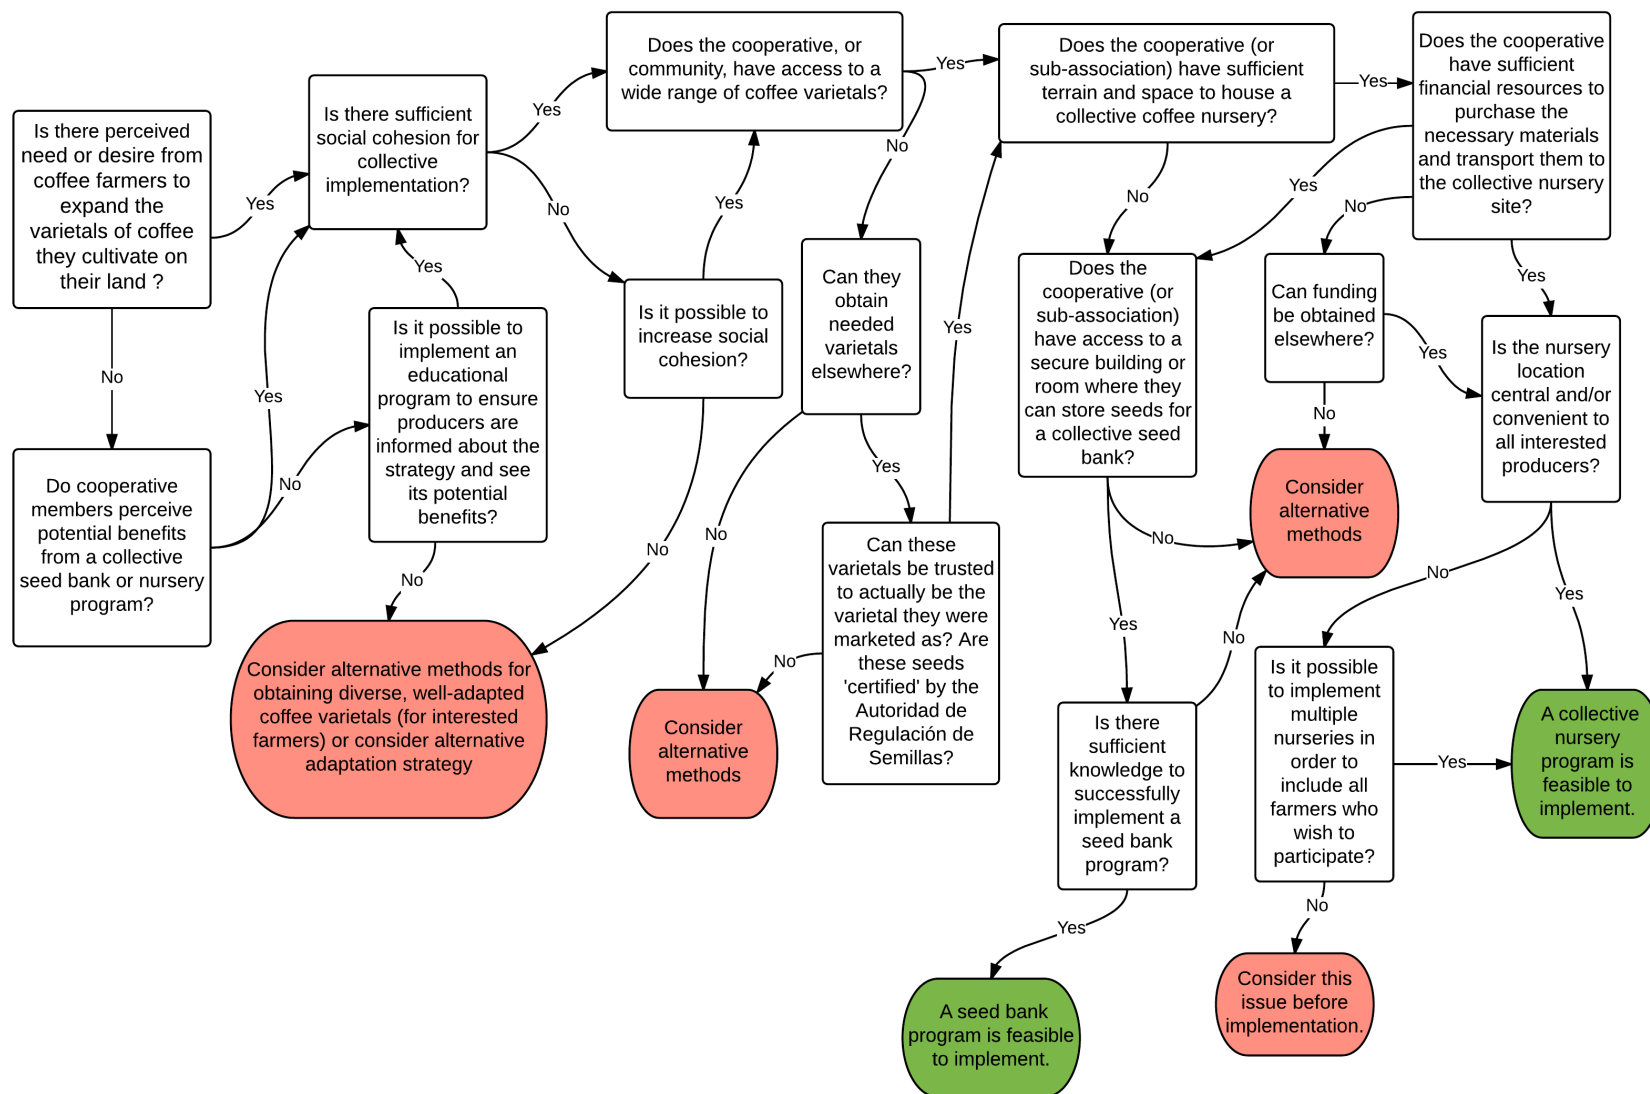 Is there perceived
need or desire from
coffee farmers to
expand the
varietals of coffee
they cultivate on
their land ?
Yes
No
Do cooperative
members perceive
potential benefits
from a collective
seed bank or nursery
program?
Yes
No
Is there sufficient
social cohesion for
collective
implementation?
Yes
No
Yes
Is it possible to
implement an
educational
program to ensure
producers are
informed about the
strategy and see
its potential
benefits?
No
Consider alternative methods for
obtaining diverse, well-adapted
coffee varietals (for interested
farmers) or consider alternative
adaptation strategy
Does the cooperative, or
community, have access to a
wide range of coffee varietals?
Yes
No
Yes
Is it possible to
increase social
cohesion?
No
Can they
obtain
needed
varietals
elsewhere?
No
Yes
Can these
varietals be trusted
to actually be the
varietal they were
marketed as? Are
these seeds
'certified' by the
Autoridad de
Regulación de
Semillas?
No
Yes
Consider
alternative
methods
Does the cooperative (or
sub-association) have sufficient
terrain and space to house a
collective coffee nursery?
Yes
No
Does the
cooperative (or
sub-association)
have access to a
secure building or
room where they
can store seeds for
a collective seed
bank?
No
Yes
Is there
sufficient
knowledge to
successfully
implement a
seed bank
program?
No
Yes
A seed bank
program is feasible
to implement.
Does the cooperative
have sufficient
financial resources to
purchase the
necessary materials
and transport them to
the collective nursery
site?
Yes
No
Yes
Can funding
be obtained
elsewhere?
Yes
No
Consider
alternative
methods
Is the nursery
location
central and/or
convenient to
all interested
producers?
No
Yes
Is it possible
to implement
multiple
nurseries in
order to
include all
farmers who
wish to
participate?
Yes
No
A collective
nursery
program is
feasible to
implement.
Consider this
issue before
implementation.